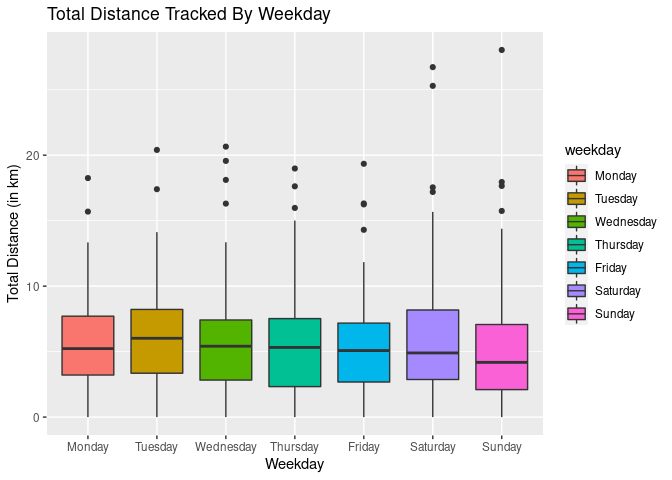 Total Distance Tracked By Weekday
Total Distance (in km)
20
10
0
Monday Tuesday Wednesday Thursday Friday Saturday Sunday
Weekday
weekday
Monday
Tuesday
Wednesday
Thursday
Friday
Saturday
Sunday